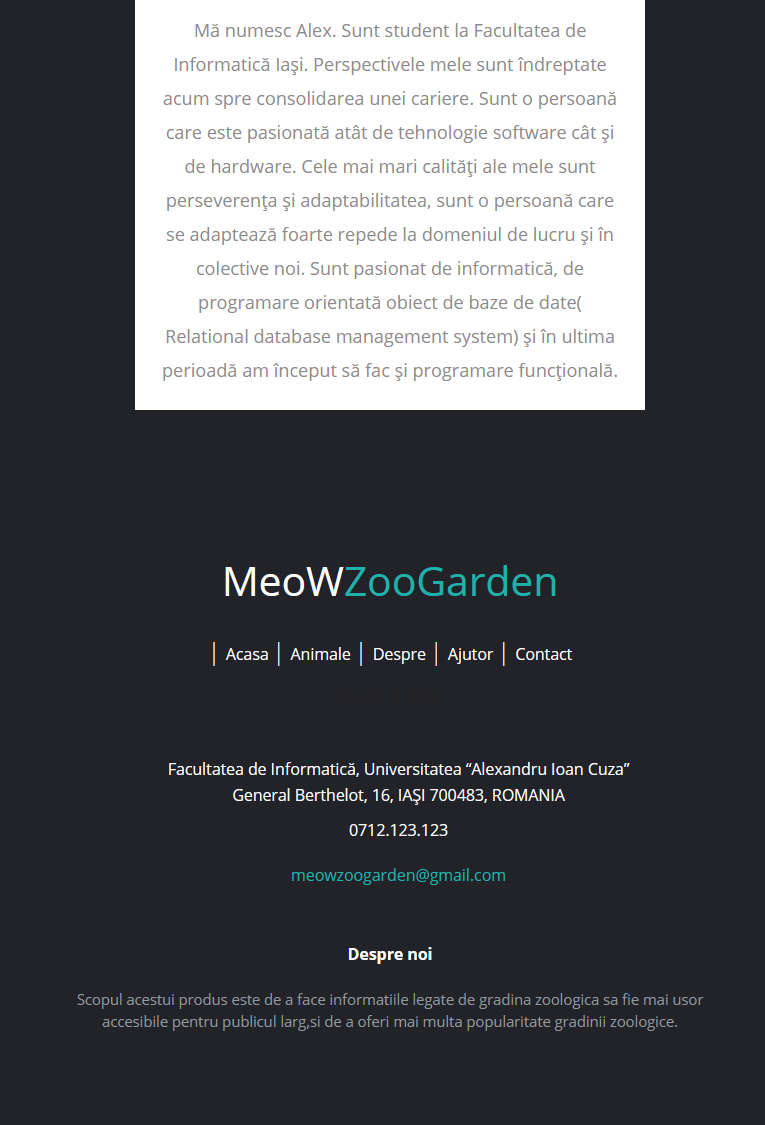 Mă numesc Alex. Sunt student la Facultatea de
Informatică Iaşi. Perspectivele mele sunt îndreptate
acum spre consolidarea unei cariere. Sunt o persoană
care este pasionată atât de tehnologie software cât şi
de hardware. Cele mai mari calităţi ale mele sunt
perseverenţa şi adaptabilitatea, sunt o persoană care
se adaptează foarte repede la domeniul de lucru şi în
colective noi. Sunt pasionat de informatică, de
programare orientată obiect de baze de date(
Relational database management system) şi în ultima
perioadă am început să fac şi programare funcţională.
MeoWZooGarden
| Acasa | Animale | Despre | Ajutor | Contact
Facultatea de Informatică, Universitatea “Alexandru Ioan Cuza”
General Berthelot, 16, IAŞI 700483, ROMANIA
0712.123.123
meowzoogarden@gmail.com
Despre noi
Scopul acestui produs este de a face informatiile legate de gradina zoologica sa fie mai usor
accesibile pentru publicul larg,si de a oferi mai multa popularitate gradinii zoologice.